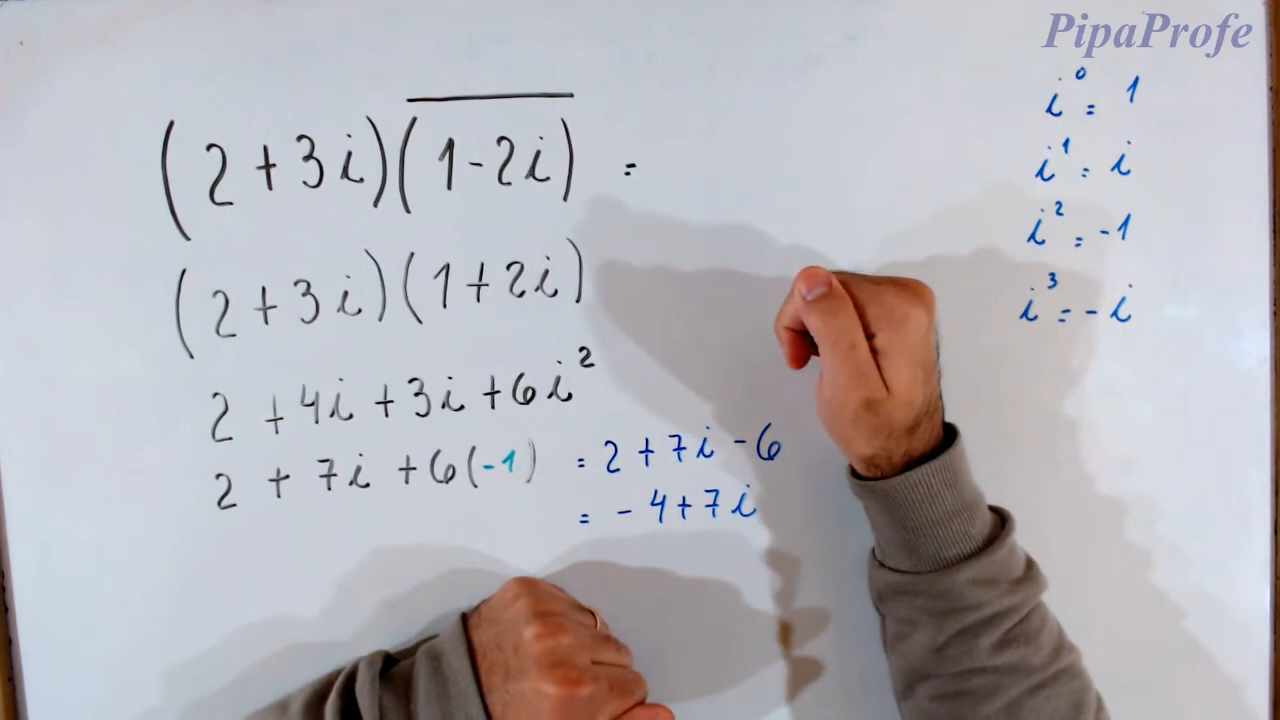 PipaProfe
(2+3i)(1-2i) =
(2+3i)(1+2i)
2 +4i +3i +6i²
2 + 7i +6(-1) = 2+7i -6
= -4+7i
i⁰ = 1
i¹ = i
i² = -1
i³ = -i